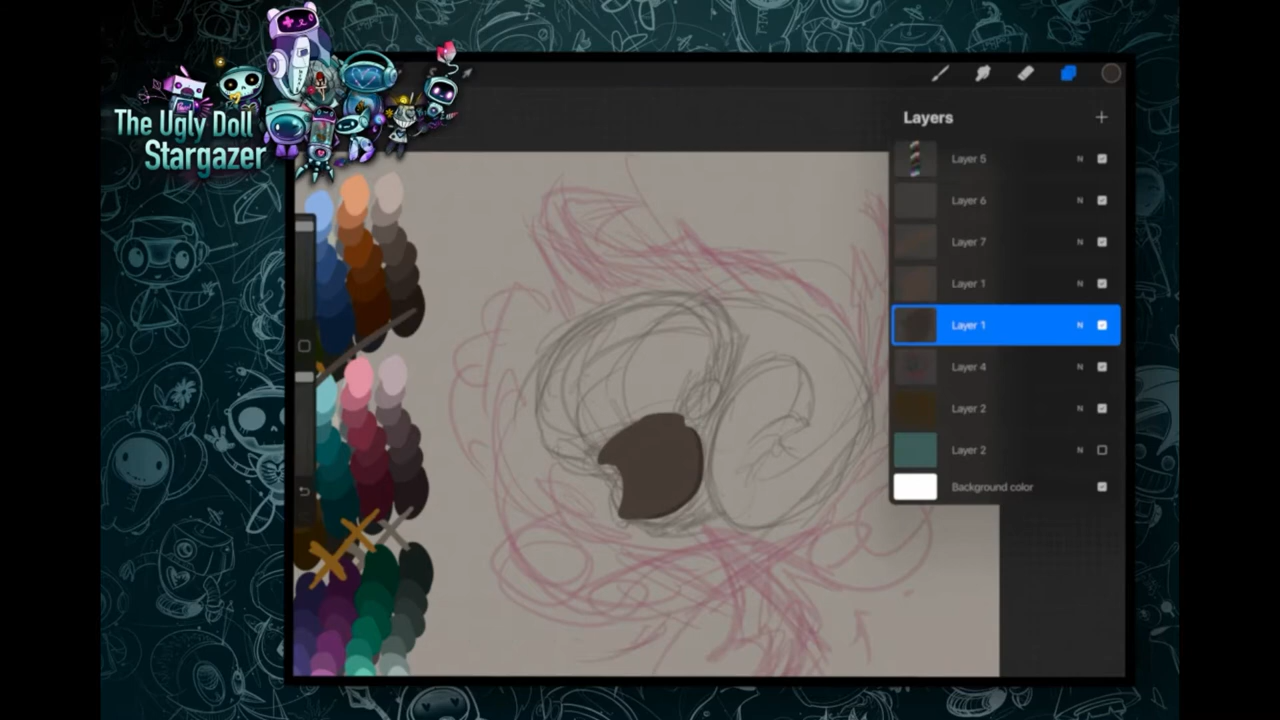 The Ugly Doll
Stargazer
Layers
Layer 5 N
Layer 6 N
Layer 7 N
Layer 1 N
Layer 1 N
Layer 4 N
Layer 2 N
Layer 2 N
Background color